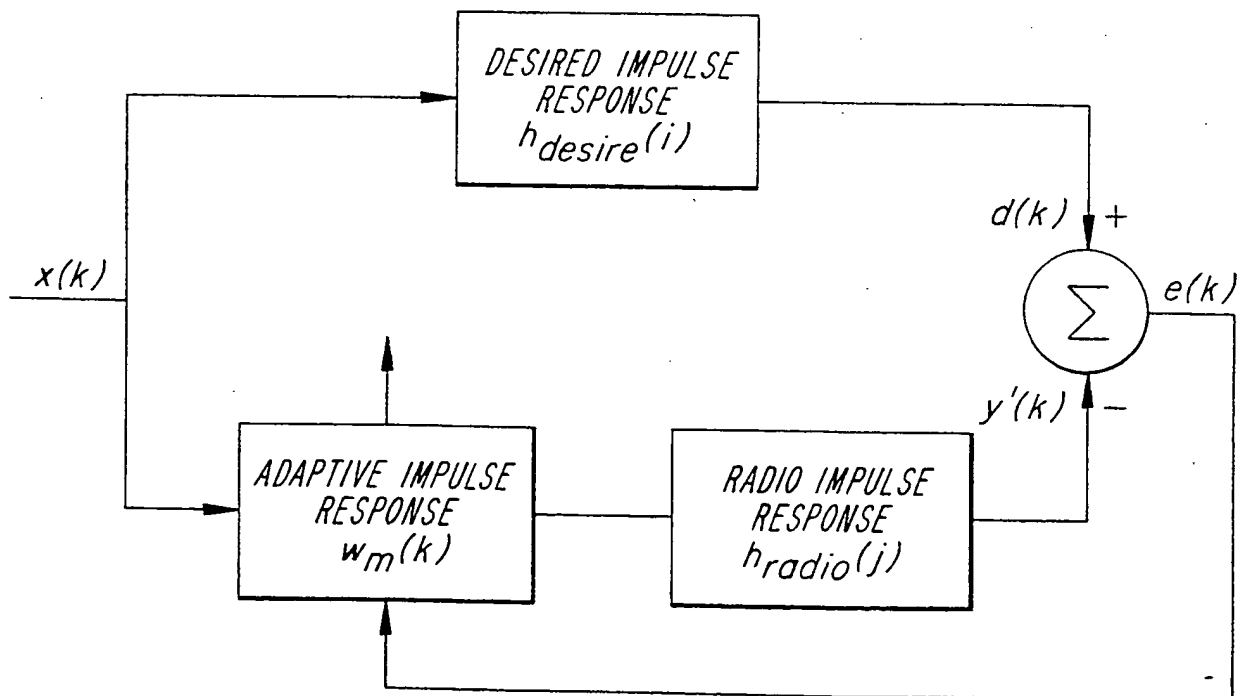 DESIRED IMPULSE
RESPONSE
h_desire(i)
d(k) +
x(k)
Σ
e(k)
y'(k) −
ADAPTIVE IMPULSE
RESPONSE
w_m(k)
RADIO IMPULSE
RESPONSE
h_radio(j)